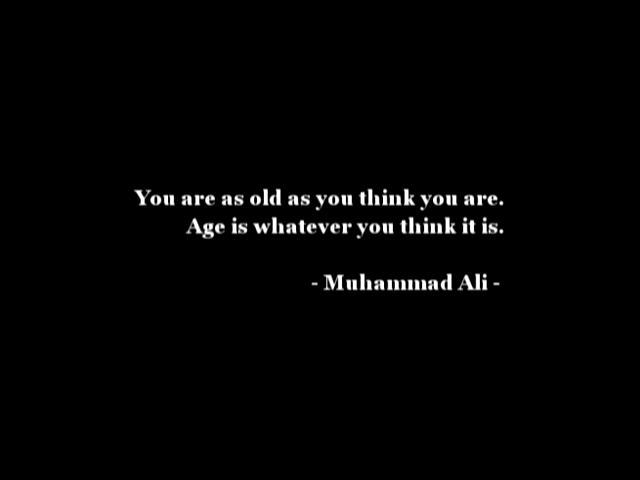 You are as old as you think you are.
Age is whatever you think it is.
- Muhammad Ali -